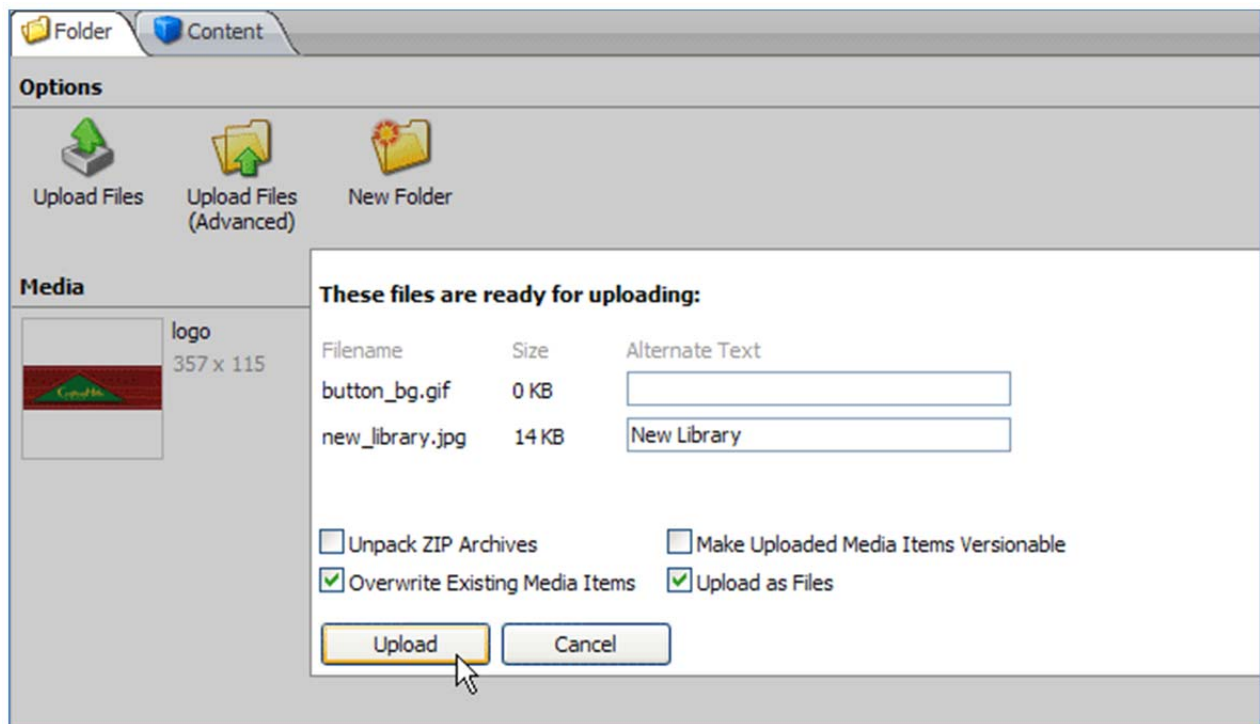 Folder
Content
Options
Upload Files
Upload Files
(Advanced)
New Folder
Media
logo
357 x 115
These files are ready for uploading:
Filename Size Alternate Text
button_bg.gif 0 KB
new_library.jpg 14 KB New Library
Unpack ZIP Archives Make Uploaded Media Items Versionable
Overwrite Existing Media Items Upload as Files
Upload Cancel